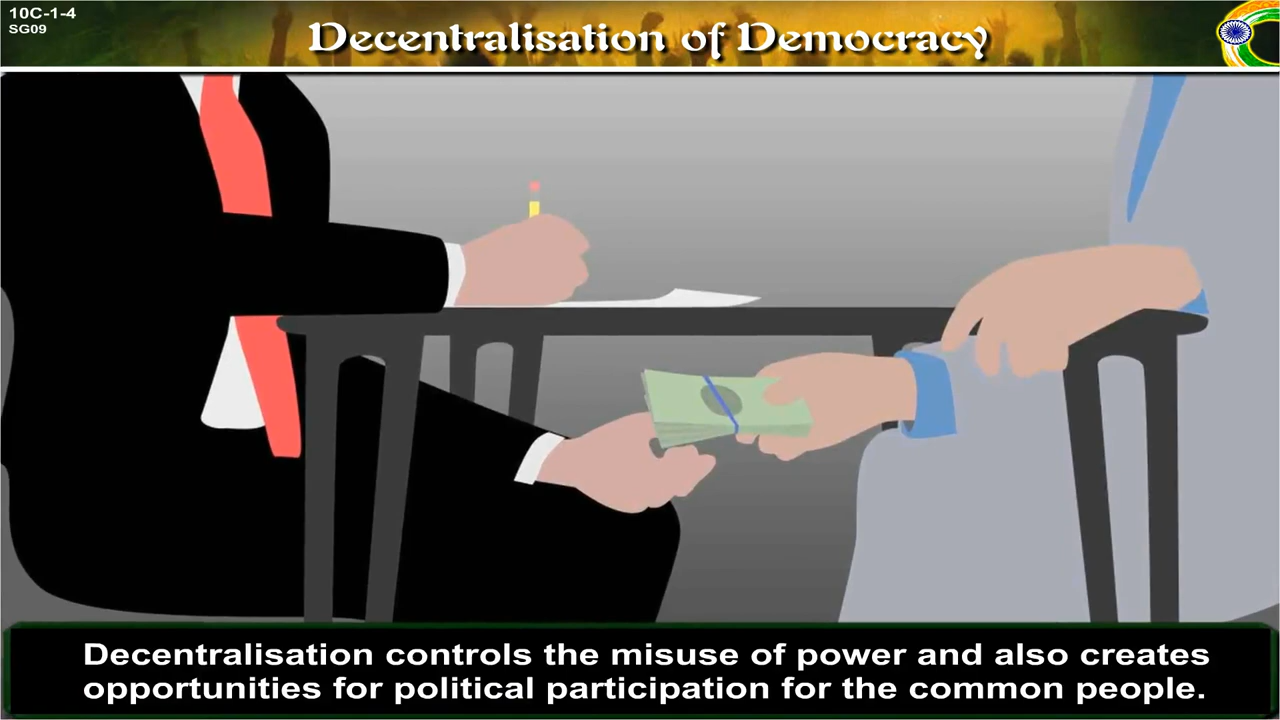 10C-1-4
SG09
Decentralisation of Democracy
Decentralisation controls the misuse of power and also creates
opportunities for political participation for the common people.